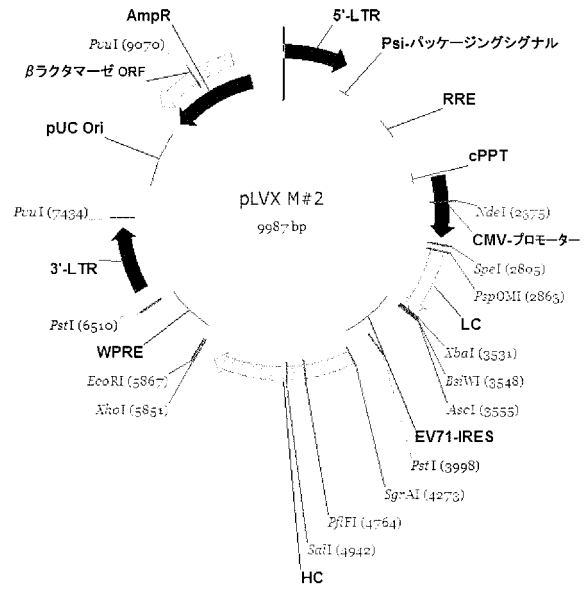 AmpR
5'-LTR
PvuI (9070)
Psi-パッケージングシグナル
βラクタマーゼ ORF
RRE
pUC Ori
cPPT
pLVX M#2
9987 bp
NdeI (2375)
PvuI (7434)
CMV-プロモーター
SpeI (2805)
3'-LTR
PspOMI (2863)
LC
PstI (6510)
XbaI (3531)
WPRE
BsiWI (3548)
EcoRI (5867)
AscI (3555)
XhoI (5851)
EV71-IRES
PstI (3998)
SgrAI (4273)
PflFI (4764)
SalI (4942)
HC